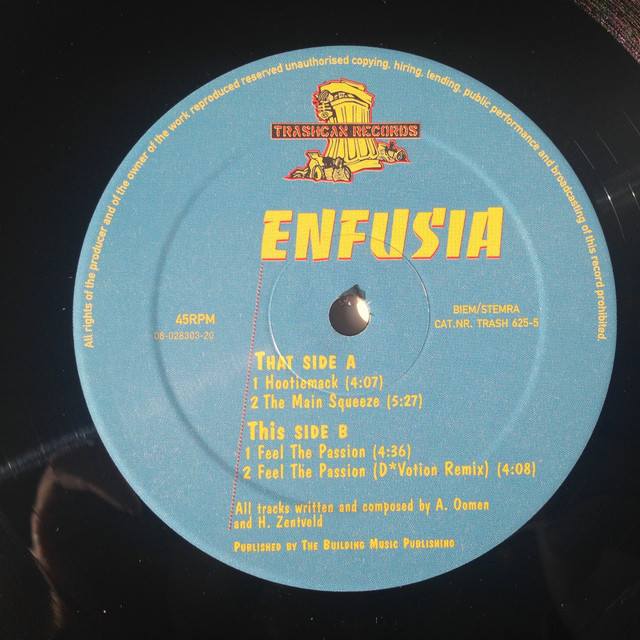 All rights of the producer and of the owner of the work reproduced reserved unauthorised copying, hiring, lending, public performance and broadcasting of this record prohibited.
TRASHCAN RECORDS
ENFUSIA
45RPM
08-028303-20
BIEM/STEMRA
CAT.NR. TRASH 625-5
THAT SIDE A
1 Hootiemack (4:07)
2 The Main Squeeze (5:27)
This SIDE B
1 Feel The Passion (4:36)
2 Feel The Passion (D*Votion Remix) (4:08)
All tracks written and composed by A. Oomen
and H. Zentveld
PUBLISHED BY THE BUILDING MUSIC PUBLISHING